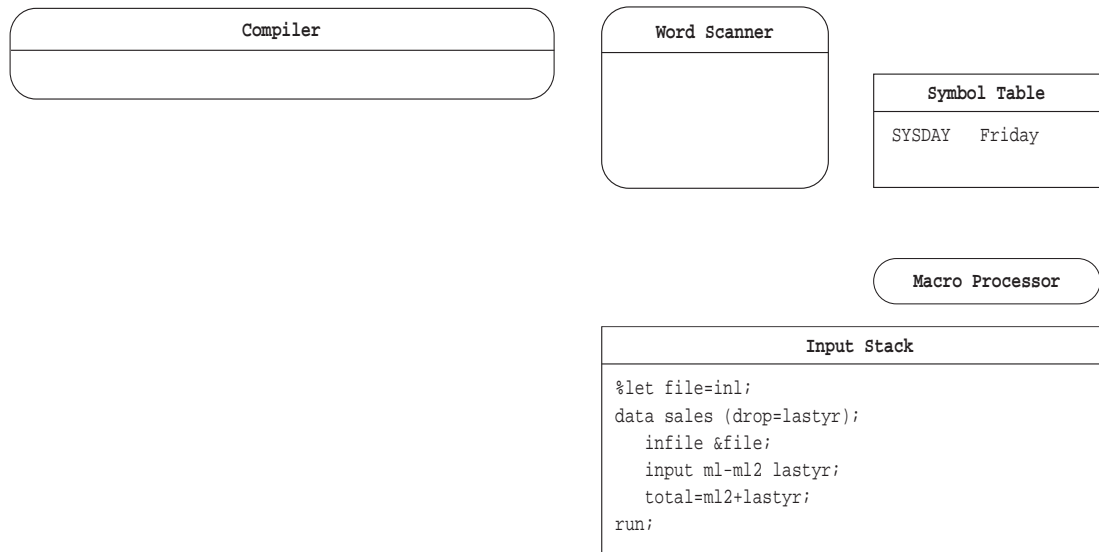 Compiler
Word Scanner
Symbol Table
SYSDAY Friday
Macro Processor
Input Stack
%let file=inl;
data sales (drop=lastyr);
infile &file;
input ml-ml2 lastyr;
total=ml2+lastyr;
run;